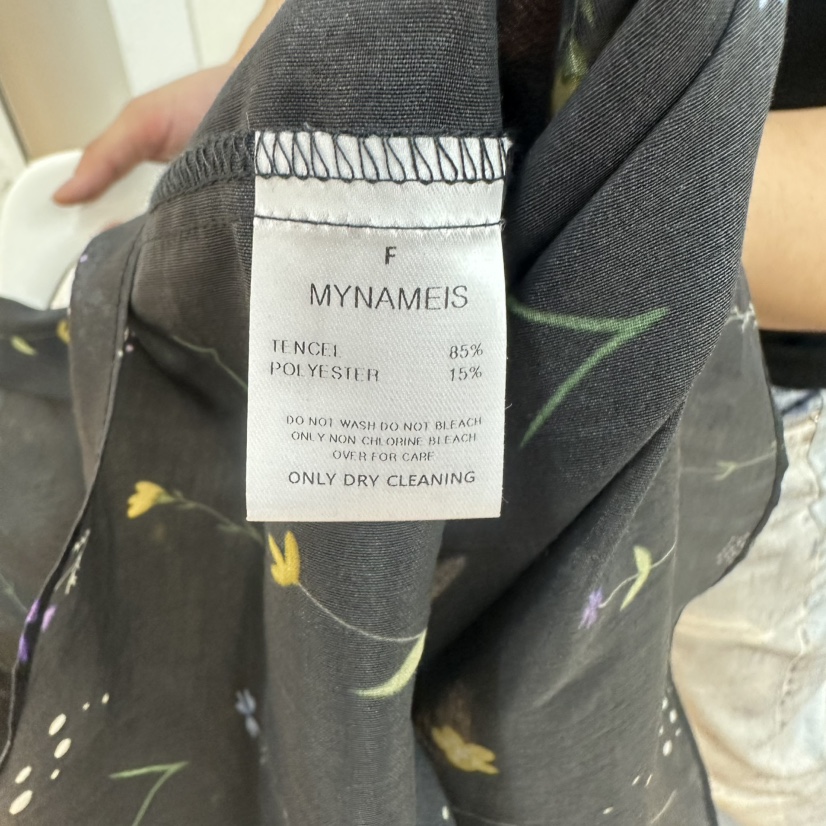 F
MYNAMEIS
TENCEL 85%
POLYESTER 15%
DO NOT WASH DO NOT BLEACH
ONLY NON CHLORINE BLEACH
OVER FOR CARE
ONLY DRY CLEANING